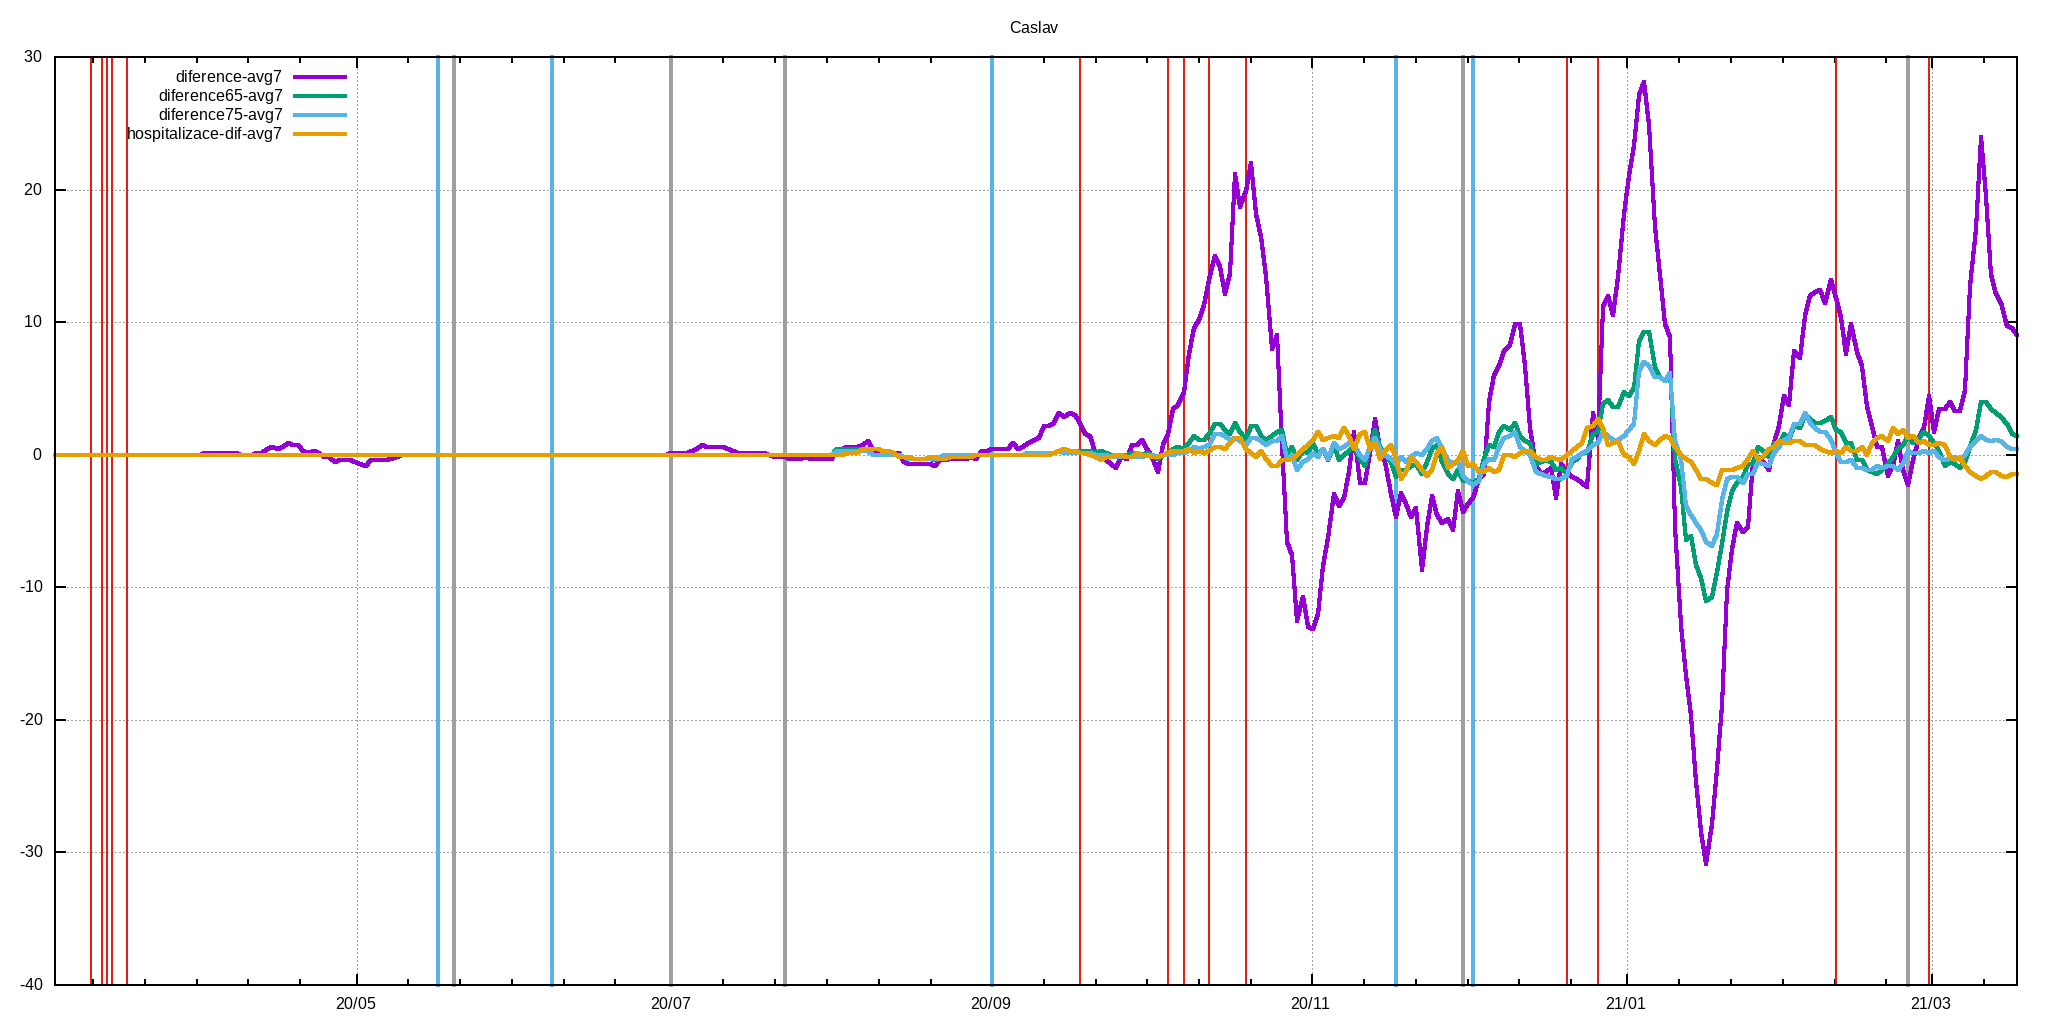 Caslav
30
diference-avg7
diference65-avg7
diference75-avg7
hospitalizace-dif-avg7
20
10
0
-10
-20
-30
-40
20/05 20/07 20/09 20/11 21/01 21/03